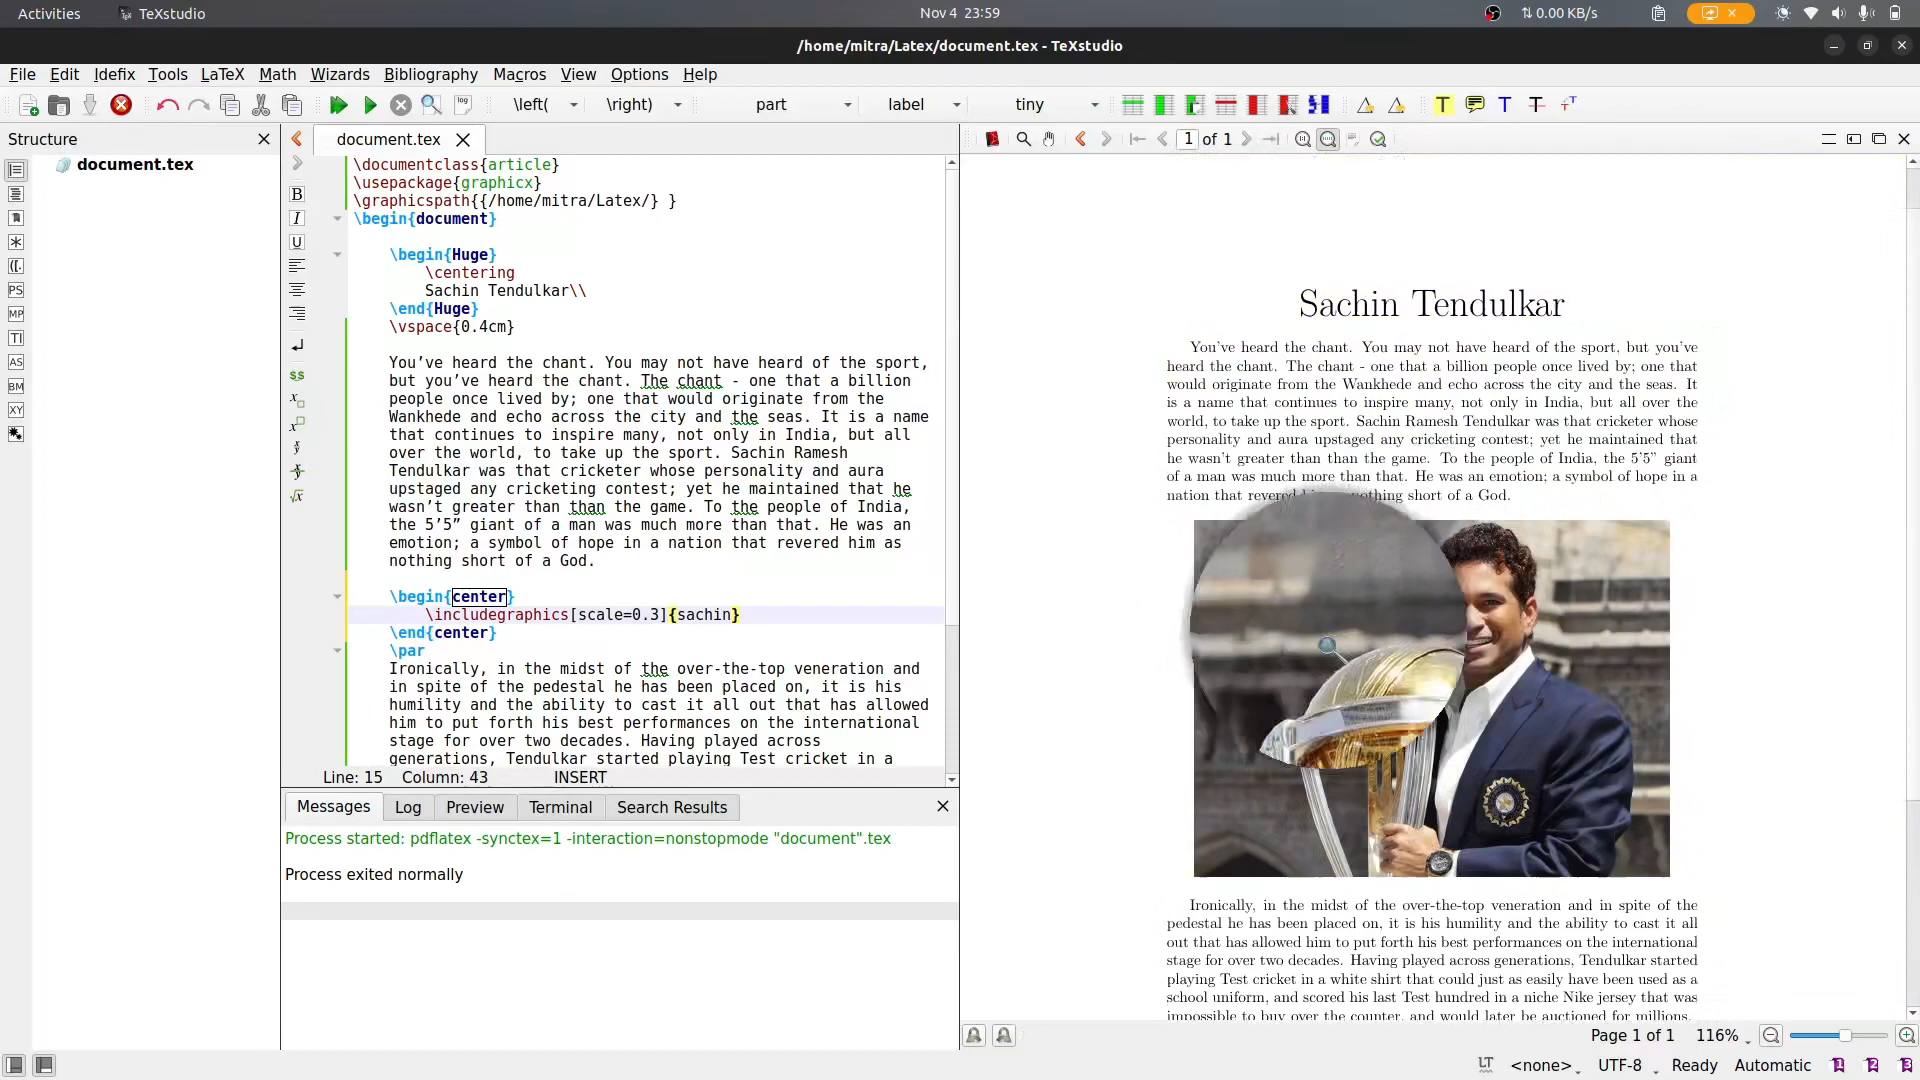 Activities
TeXstudio
Nov 4 23:59
0.00 KB/s
/home/mitra/Latex/document.tex - TeXstudio
File Edit Idefix Tools LaTeX Math Wizards Bibliography Macros View Options Help
log
\left(
\right)
part
label
tiny
T
T
T
Structure
document.tex
1 of 1
document.tex
B
I
U
([.
PS
MP
TI
AS
BM
XY
$$
\documentclass{article}
\usepackage{graphicx}
\graphicspath{{/home/mitra/Latex/} }
\begin{document}
\begin{Huge}
\centering
Sachin Tendulkar\\
\end{Huge}
\vspace{0.4cm}
You’ve heard the chant. You may not have heard of the sport,
but you’ve heard the chant. The chant - one that a billion
people once lived by; one that would originate from the
Wankhede and echo across the city and the seas. It is a name
that continues to inspire many, not only in India, but all
over the world, to take up the sport. Sachin Ramesh
Tendulkar was that cricketer whose personality and aura
upstaged any cricketing contest; yet he maintained that he
wasn’t greater than than the game. To the people of India,
the 5’5” giant of a man was much more than that. He was an
emotion; a symbol of hope in a nation that revered him as
nothing short of a God.
\begin{center}
\includegraphics[scale=0.3]{sachin}
\end{center}
\par
Ironically, in the midst of the over-the-top veneration and
in spite of the pedestal he has been placed on, it is his
humility and the ability to cast it all out that has allowed
him to put forth his best performances on the international
stage for over two decades. Having played across
generations, Tendulkar started playing Test cricket in a
Line: 15 Column: 43 INSERT
Messages Log Preview Terminal Search Results
Process started: pdflatex -synctex=1 -interaction=nonstopmode "document".tex
Process exited normally
Sachin Tendulkar
You’ve heard the chant. You may not have heard of the sport, but you’ve
heard the chant. The chant - one that a billion people once lived by; one that
would originate from the Wankhede and echo across the city and the seas. It
is a name that continues to inspire many, not only in India, but all over the
world, to take up the sport. Sachin Ramesh Tendulkar was that cricketer whose
personality and aura upstaged any cricketing contest; yet he maintained that
he wasn’t greater than than the game. To the people of India, the 5’5” giant
of a man was much more than that. He was an emotion; a symbol of hope in a
nation that revered nothing short of a God.
Ironically, in the midst of the over-the-top veneration and in spite of the
pedestal he has been placed on, it is his humility and the ability to cast it all
out that has allowed him to put forth his best performances on the international
stage for over two decades. Having played across generations, Tendulkar started
playing Test cricket in a white shirt that could just as easily have been used as a
school uniform, and scored his last Test hundred in a niche Nike jersey that was
impossible to buy over the counter, and would later be auctioned for millions.
Page 1 of 1 116%
LT <none> UTF-8 Ready Automatic 1 2 3